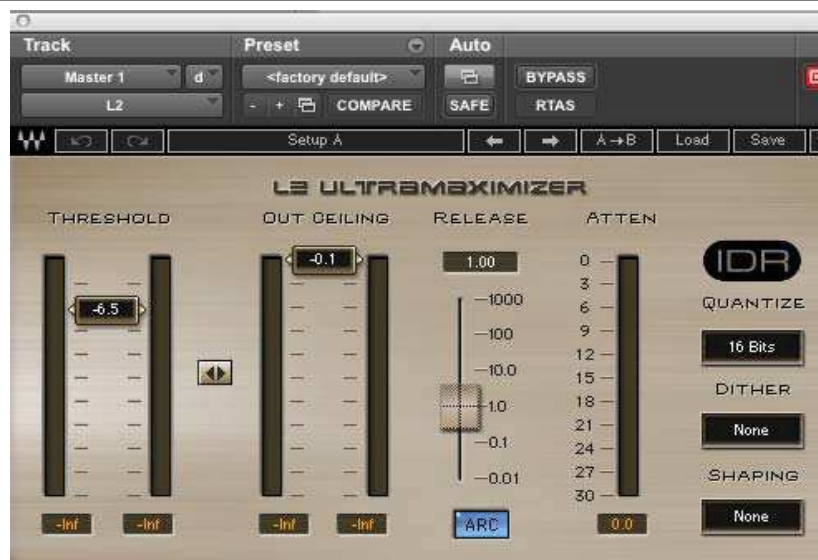 Track Preset Auto
Master 1 d <factory default> BYPASS
L2 - + COMPARE SAFE RTAS
Setup A A→B Load Save
L2 ULTRAMAXIMIZER
THRESHOLD OUT CEILING RELEASE ATTEN
IDR
-6.5 -0.1 1.00
1000
100
10.0
1.0
0.1
0.01
0
3
6
9
12
15
18
21
24
27
30
QUANTIZE
16 Bits
DITHER
None
SHAPING
None
-Inf -Inf -Inf -Inf ARC 0.0